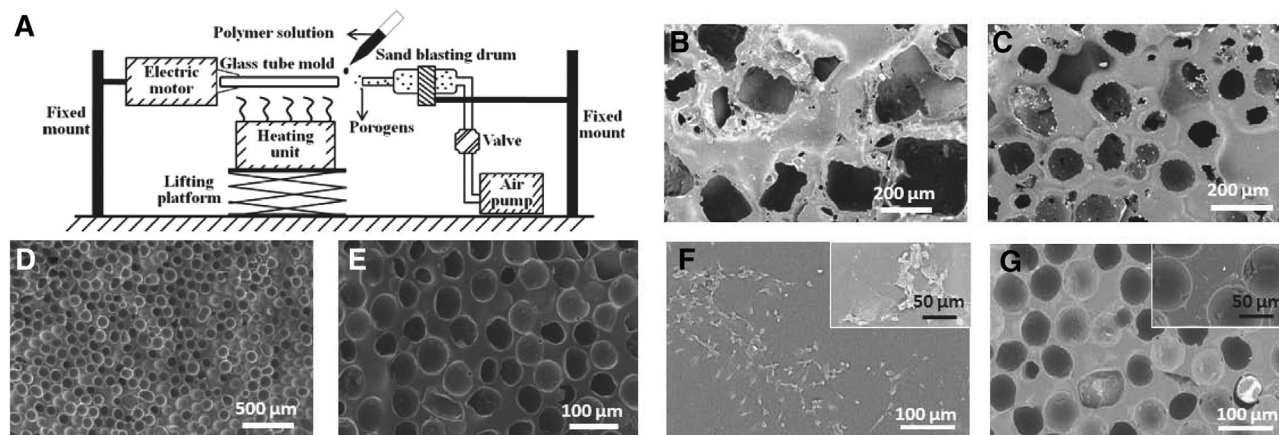 A
Polymer solution
Sand blasting drum
Electric
motor
Glass tube mold
Fixed
mount
Porogens
Heating
unit
Valve
Fixed
mount
Lifting
platform
Air
pump
B
200 μm
C
200 μm
D
500 μm
E
100 μm
F
50 μm
100 μm
G
50 μm
100 μm